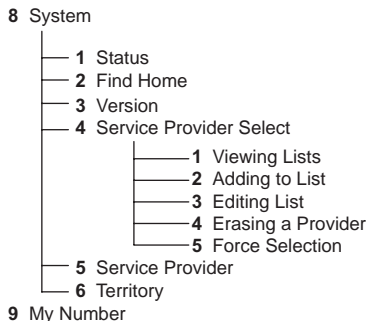 8 System
1 Status
2 Find Home
3 Version
4 Service Provider Select
1 Viewing Lists
2 Adding to List
3 Editing List
4 Erasing a Provider
5 Force Selection
5 Service Provider
6 Territory
9 My Number